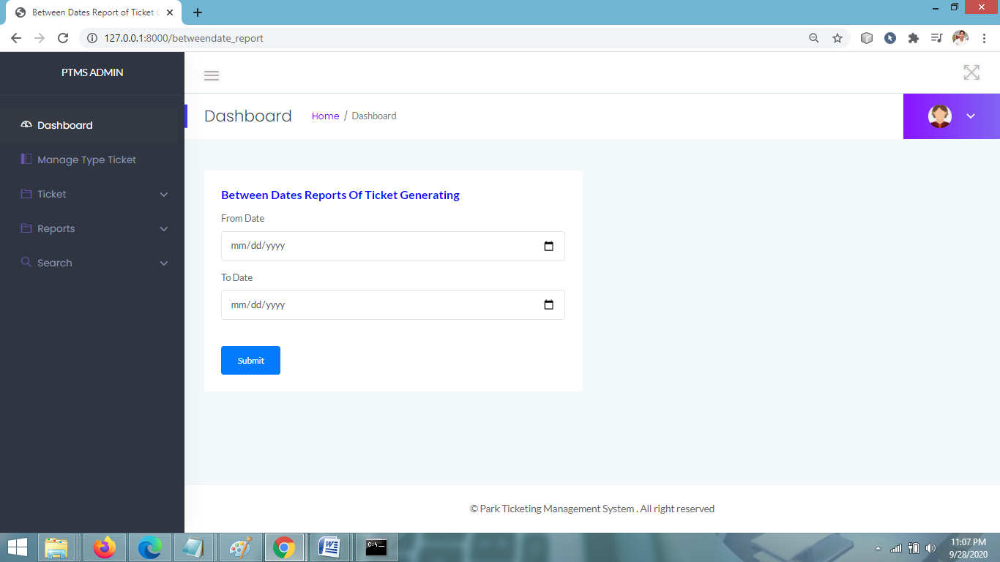 Between Dates Report of Ticket G
127.0.0.1:8000/betweendate_report
PTMS ADMIN
Dashboard
Manage Type Ticket
Ticket
Reports
Search
Dashboard
Home / Dashboard
Between Dates Reports Of Ticket Generating
From Date
mm/dd/yyyy
To Date
mm/dd/yyyy
Submit
© Park Ticketing Management System . All right reserved
11:07 PM
9/28/2020